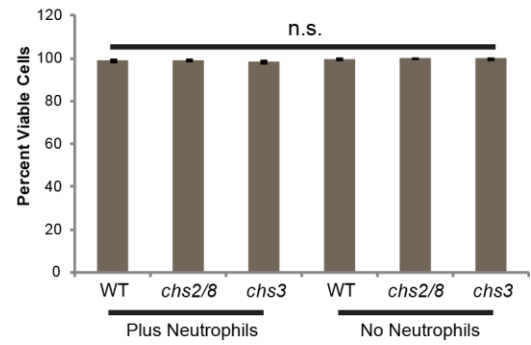 n.s.
Percent Viable Cells
120
100
80
60
40
20
0
WT chs2/8 chs3 WT chs2/8 chs3
Plus Neutrophils No Neutrophils